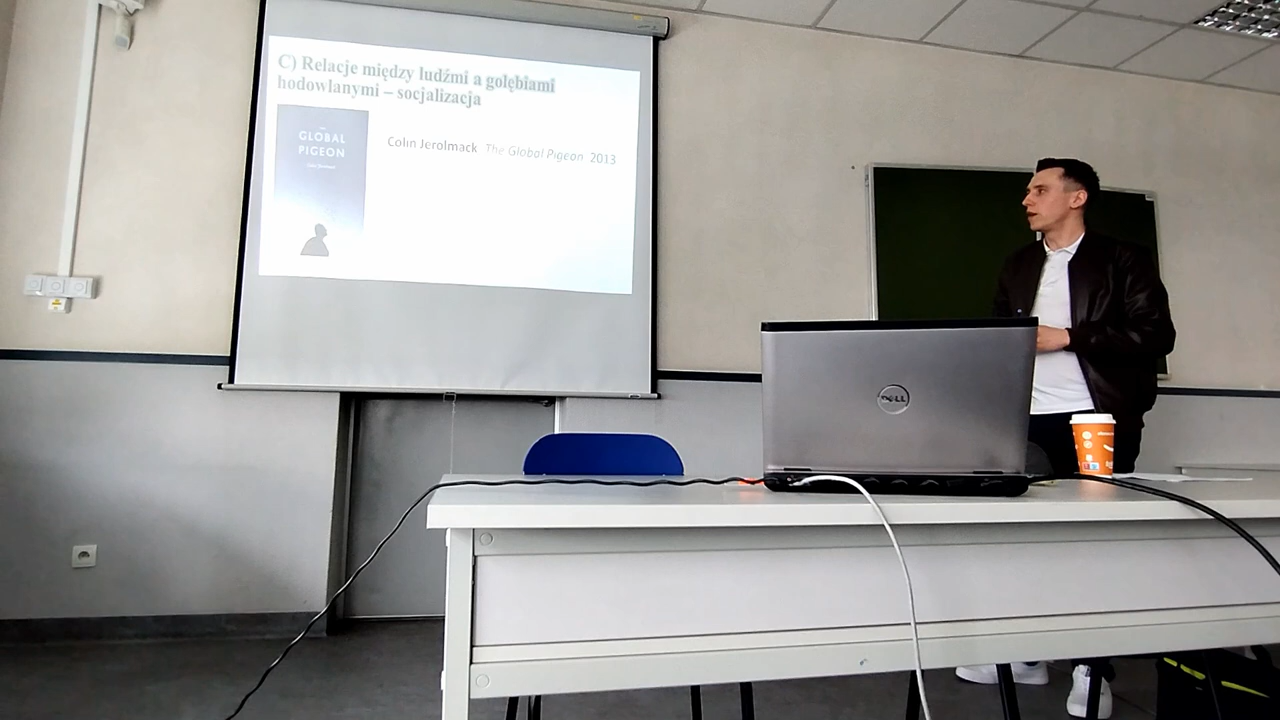 C) Relacje między ludźmi a gołębiami
hodowlanymi – socjalizacja
GLOBAL
PIGEON
Colin Jerolmack The Global Pigeon 2013
DELL